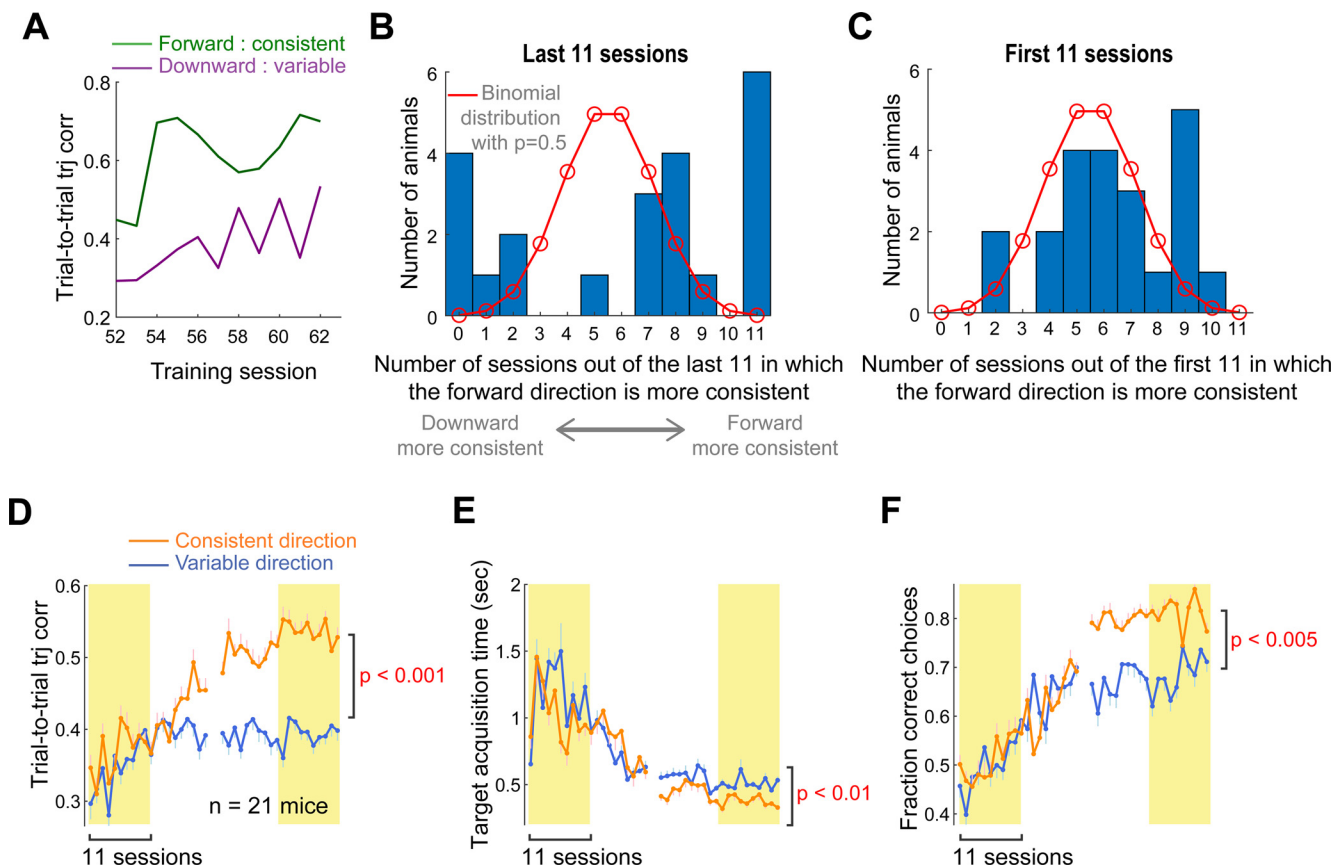 A
Forward : consistent
Downward : variable
0.8
0.6
0.4
0.2
Trial-to-trial trj corr
52 54 56 58 60 62
Training session
B
Last 11 sessions
Binomial
distribution
with p=0.5
6
4
2
0
Number of animals
0 1 2 3 4 5 6 7 8 9 10 11
Number of sessions out of the last 11 in which
the forward direction is more consistent
Downward
more consistent
Forward
more consistent
C
First 11 sessions
6
4
2
0
Number of animals
0 1 2 3 4 5 6 7 8 9 10 11
Number of sessions out of the first 11 in which
the forward direction is more consistent
D
Consistent direction
Variable direction
0.6
0.5
0.4
0.3
Trial-to-trial trj corr
p < 0.001
n = 21 mice
11 sessions
E
2
1.5
1
0.5
Target acquisition time (sec)
p < 0.01
11 sessions
F
0.8
0.7
0.6
0.5
0.4
Fraction correct choices
p < 0.005
11 sessions